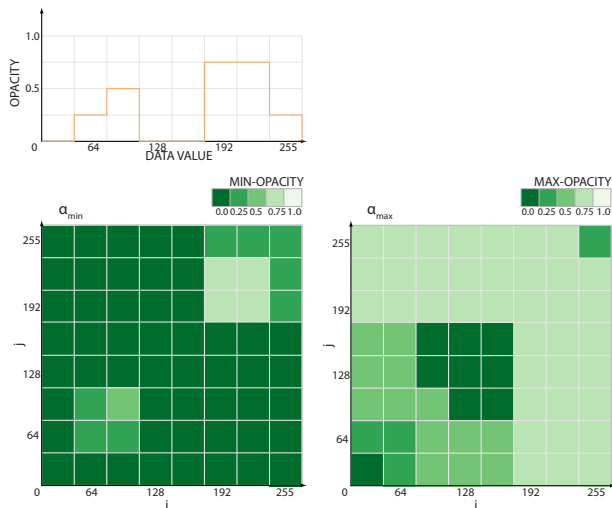 1.0
0.5
OPACITY
0 64 128 192 255
DATA VALUE
MIN-OPACITY
0.0 0.25 0.5 0.75 1.0
αmin
255
192
j
128
64
0 64 128 192 255
i
MAX-OPACITY
0.0 0.25 0.5 0.75 1.0
αmax
255
192
j
128
64
0 64 128 192 255
i